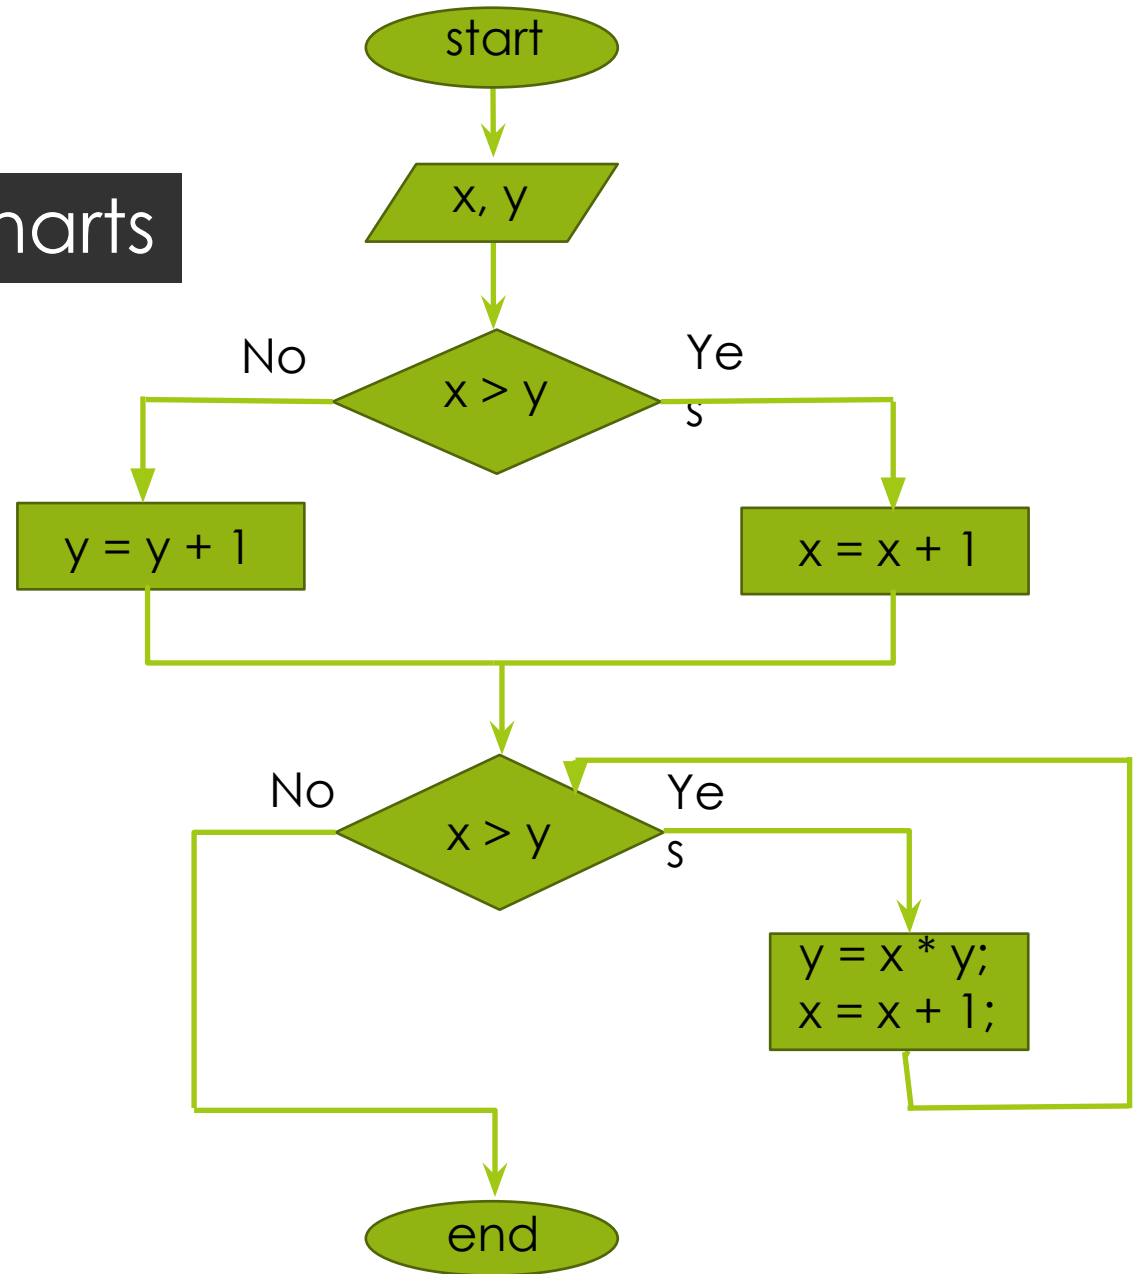 start
x, y
harts
No
Ye
s
x > y
y = y + 1
x = x + 1
No
Ye
s
x > y
y = x * y;
x = x + 1;
end